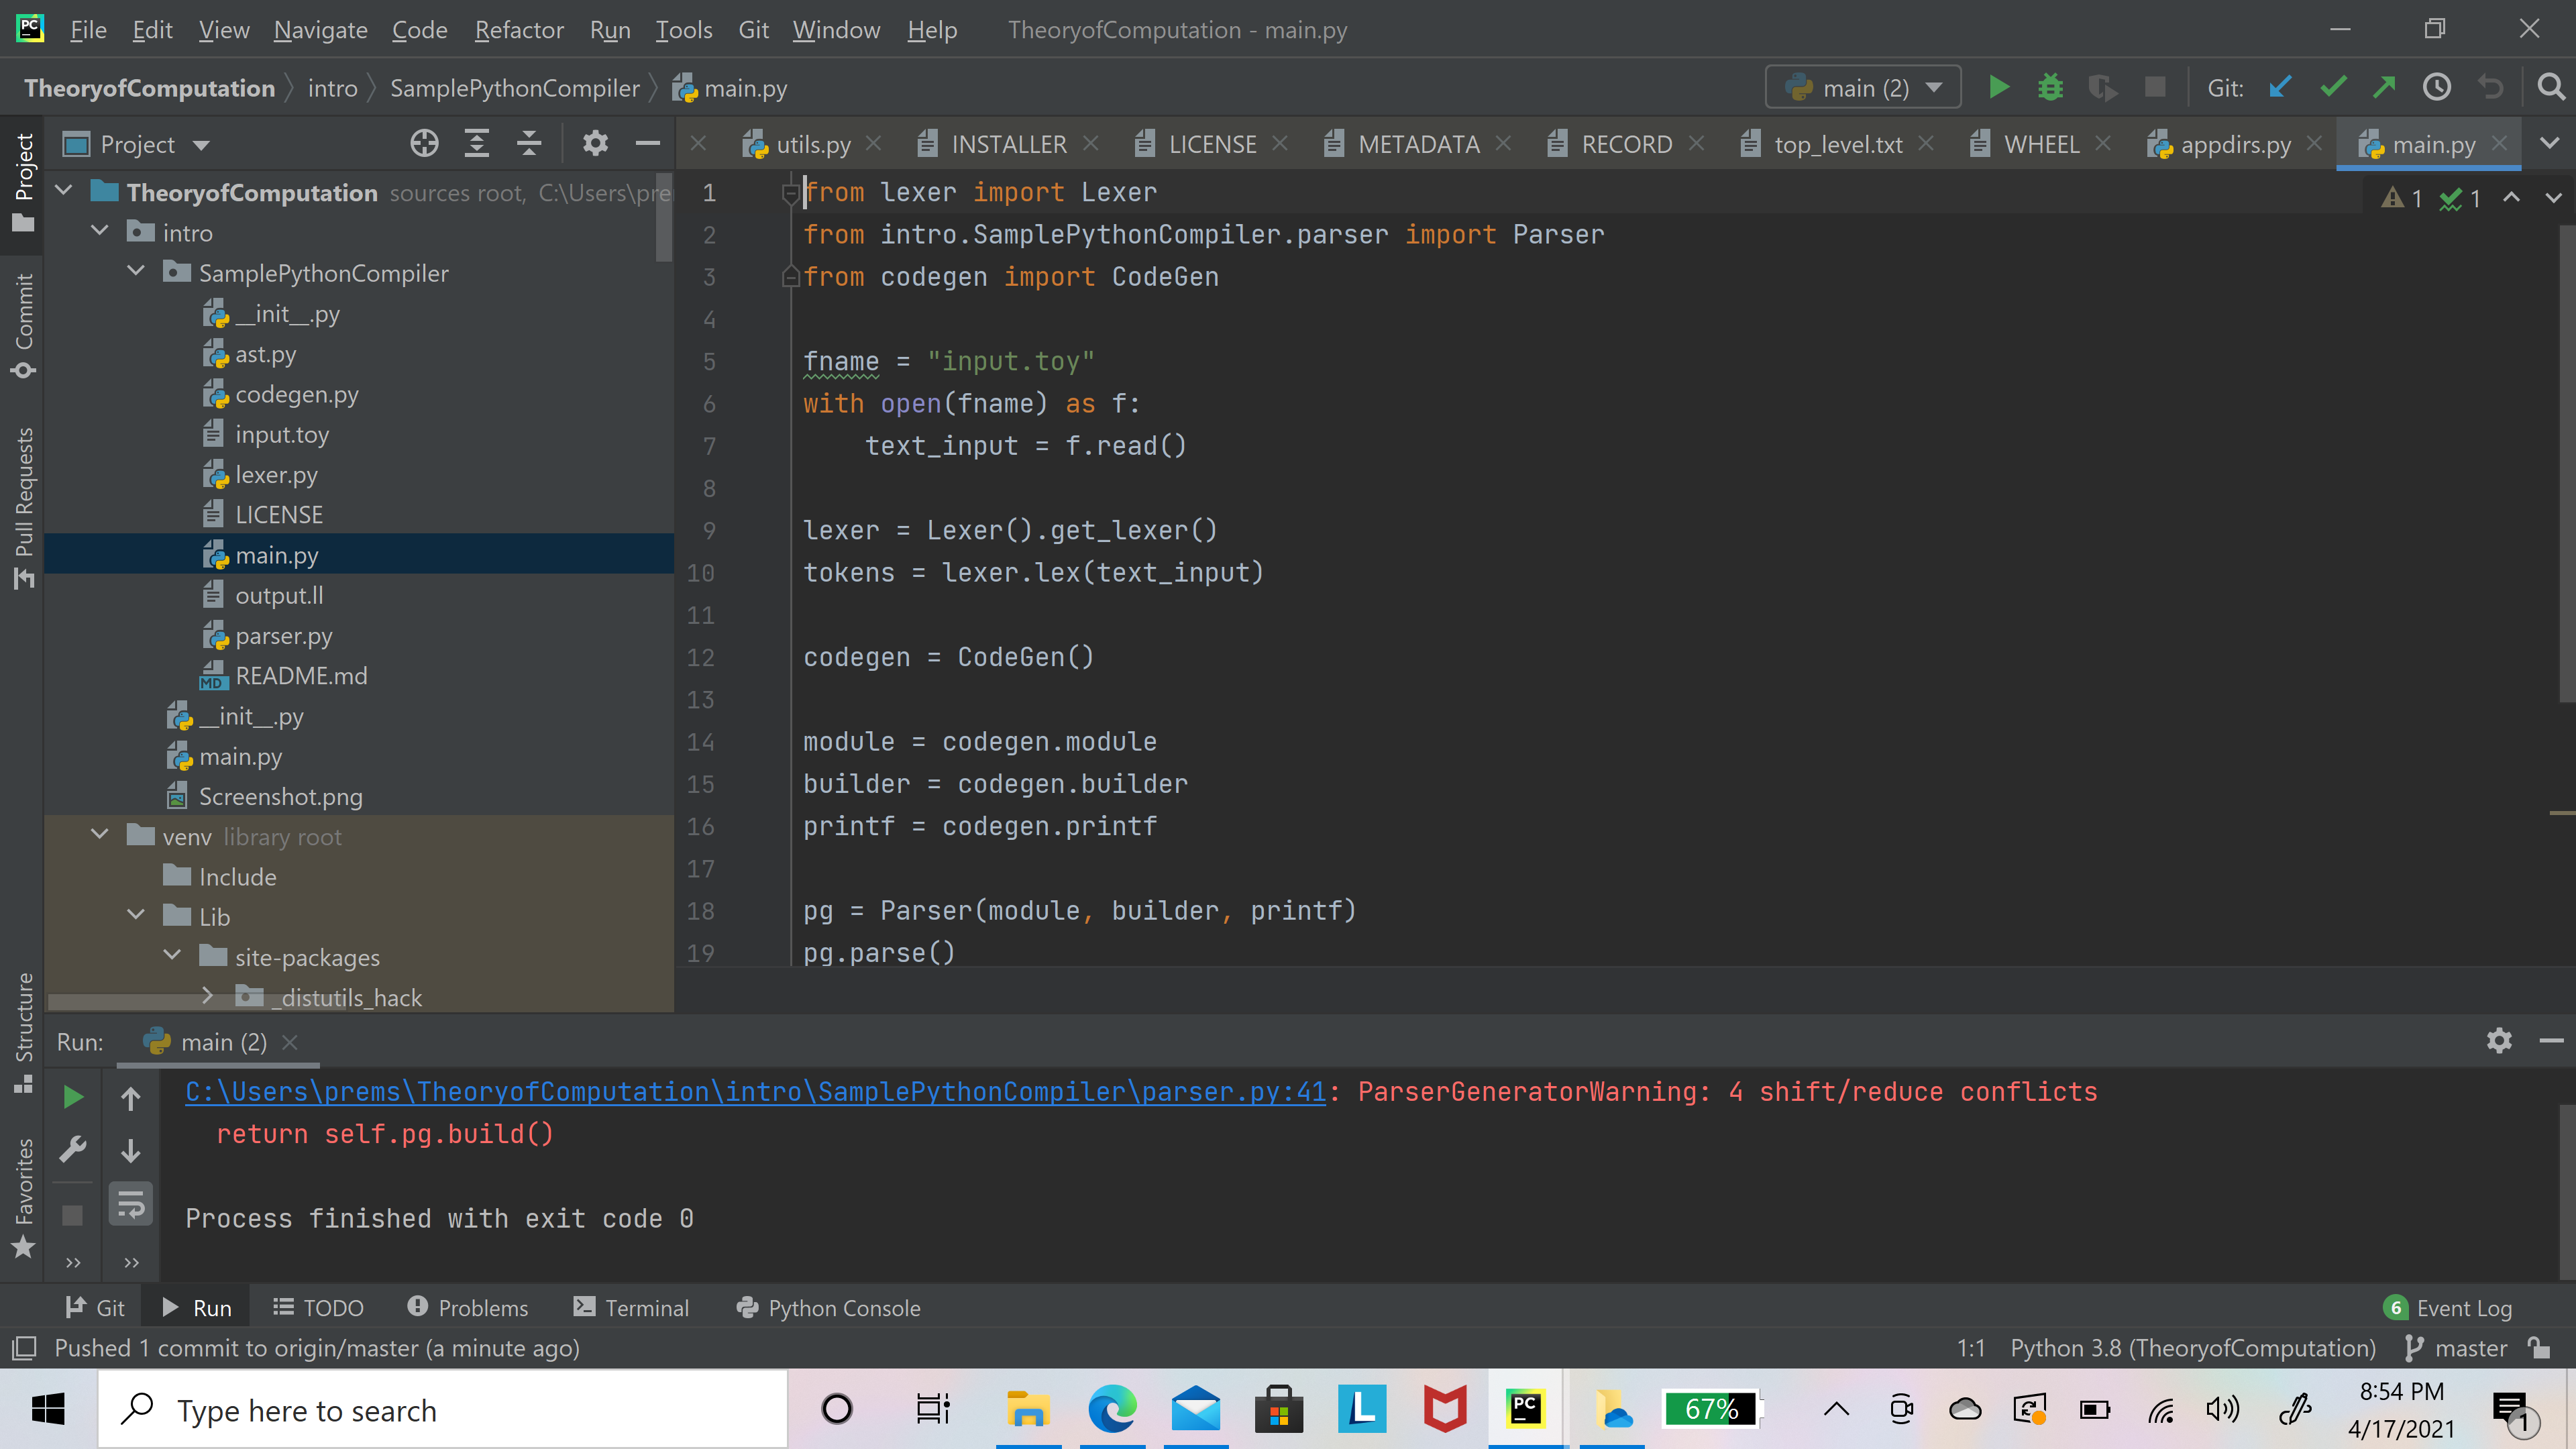 PC File Edit View Navigate Code Refactor Run Tools Git Window Help TheoryofComputation - main.py
TheoryofComputation intro SamplePythonCompiler main.py main (2) Git:
Project utils.py INSTALLER LICENSE METADATA RECORD top_level.txt WHEEL appdirs.py main.py
Project
Commit
Pull Requests
Structure
Favorites
TheoryofComputation sources root, C:\Users\pre
intro
SamplePythonCompiler
__init__.py
ast.py
codegen.py
input.toy
lexer.py
LICENSE
main.py
output.ll
parser.py
MD README.md
__init__.py
main.py
Screenshot.png
venv library root
Include
Lib
site-packages
_distutils_hack
1 from lexer import Lexer
2 from intro.SamplePythonCompiler.parser import Parser
3 from codegen import CodeGen
4
5 fname = "input.toy"
6 with open(fname) as f:
7 text_input = f.read()
8
9 lexer = Lexer().get_lexer()
10 tokens = lexer.lex(text_input)
11
12 codegen = CodeGen()
13
14 module = codegen.module
15 builder = codegen.builder
16 printf = codegen.printf
17
18 pg = Parser(module, builder, printf)
19 pg.parse()
1 1
Run: main (2)
C:\Users\prems\TheoryofComputation\intro\SamplePythonCompiler\parser.py:41: ParserGeneratorWarning: 4 shift/reduce conflicts
return self.pg.build()
Process finished with exit code 0
Git Run TODO Problems Terminal Python Console 6 Event Log
Pushed 1 commit to origin/master (a minute ago) 1:1 Python 3.8 (TheoryofComputation) master
Type here to search L PC 67% 8:54 PM
4/17/2021 1